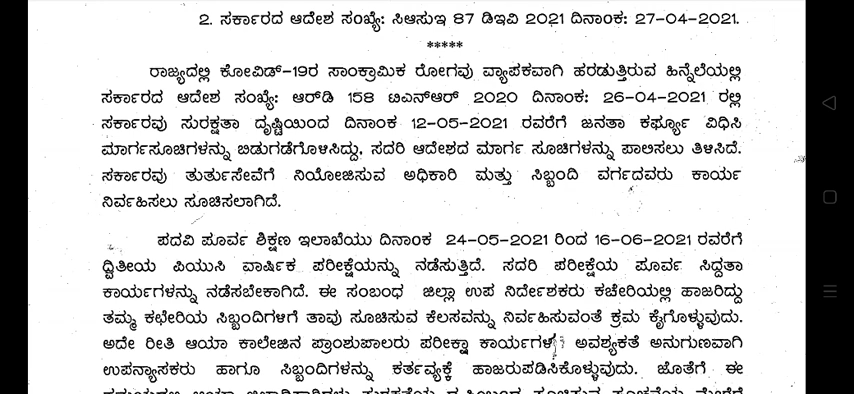 2. ಸರ್ಕಾರದ ಆದೇಶ ಸಂಖ್ಯೆ: ಸಿಆಸುಇ 87 ಡಿಇವಿ 2021 ದಿನಾಂಕ: 27-04-2021.
*****
ರಾಜ್ಯದಲ್ಲಿ ಕೋವಿಡ್-19ರ ಸಾಂಕ್ರಾಮಿಕ ರೋಗವು ವ್ಯಾಪಕವಾಗಿ ಹರಡುತ್ತಿರುವ ಹಿನ್ನೆಲೆಯಲ್ಲಿ
ಸರ್ಕಾರದ ಆದೇಶ ಸಂಖ್ಯೆ: ಆರ್‌ಡಿ 158 ಟಿಎನ್‌ಆರ್ 2020 ದಿನಾಂಕ: 26-04-2021 ರಲ್ಲಿ
ಸರ್ಕಾರವು ಸುರಕ್ಷತಾ ದೃಷ್ಟಿಯಿಂದ ದಿನಾಂಕ 12-05-2021 ರವರೆಗೆ ಜನತಾ ಕರ್ಫ್ಯೂ ವಿಧಿಸಿ
ಮಾರ್ಗಸೂಚಿಗಳನ್ನು ಬಿಡುಗಡೆಗೊಳಿಸಿದ್ದು, ಸದರಿ ಆದೇಶದ ಮಾರ್ಗ ಸೂಚಿಗಳನ್ನು ಪಾಲಿಸಲು ತಿಳಿಸಿದೆ.
ಸರ್ಕಾರವು ತುರ್ತುಸೇವೆಗೆ ನಿಯೋಜಿಸುವ ಅಧಿಕಾರಿ ಮತ್ತು ಸಿಬ್ಬಂದಿ ವರ್ಗದವರು ಕಾರ್ಯ
ನಿರ್ವಹಿಸಲು ಸೂಚಿಸಲಾಗಿದೆ.
ಪದವಿ ಪೂರ್ವ ಶಿಕ್ಷಣ ಇಲಾಖೆಯು ದಿನಾಂಕ 24-05-2021 ರಿಂದ 16-06-2021 ರವರೆಗೆ
ದ್ವಿತೀಯ ಪಿಯುಸಿ ವಾರ್ಷಿಕ ಪರೀಕ್ಷೆಯನ್ನು ನಡೆಸುತ್ತಿದೆ. ಸದರಿ ಪರೀಕ್ಷೆಯ ಪೂರ್ವ ಸಿದ್ದತಾ
ಕಾರ್ಯಗಳನ್ನು ನಡೆಸಬೇಕಾಗಿದೆ. ಈ ಸಂಬಂಧ ಜಿಲ್ಲಾ ಉಪ ನಿರ್ದೇಶಕರು ಕಚೇರಿಯಲ್ಲಿ ಹಾಜರಿದ್ದು
ತಮ್ಮ ಕಛೇರಿಯ ಸಿಬ್ಬಂದಿಗಳಿಗೆ ತಾವು ಸೂಚಿಸುವ ಕೆಲಸವನ್ನು ನಿರ್ವಹಿಸುವಂತೆ ಕ್ರಮ ಕೈಗೊಳ್ಳುವುದು.
ಅದೇ ರೀತಿ ಆಯಾ ಕಾಲೇಜಿನ ಪ್ರಾಂಶುಪಾಲರು ಪರೀಕ್ಷಾ ಕಾರ್ಯಗಳ ಅವಶ್ಯಕತೆ ಅನುಗುಣವಾಗಿ
ಉಪನ್ಯಾಸಕರು ಹಾಗೂ ಸಿಬ್ಬಂದಿಗಳನ್ನು ಕರ್ತವ್ಯಕ್ಕೆ ಹಾಜರುಪಡಿಸಿಕೊಳ್ಳುವುದು. ಜೊತೆಗೆ ಈ